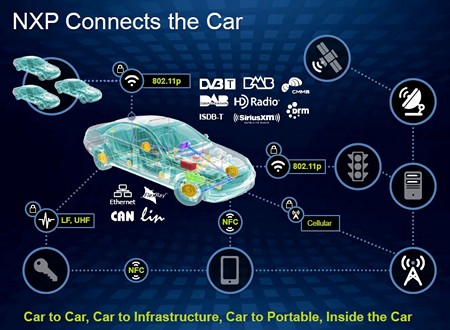 NXP Connects the Car
802.11p
DVB T
DMB
CMMB
DAB
HD Radio
DRM
ISDB-T
SiriusXM
802.11p
Ethernet
FlexRay
CAN
Lin
LF, UHF
NFC
Cellular
NFC
Car to Car, Car to Infrastructure, Car to Portable, Inside the Car